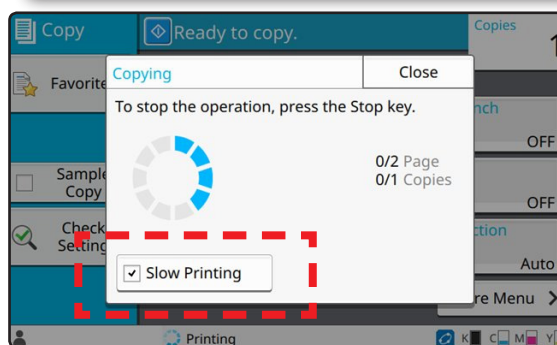 Copy
Ready to copy.
Copies
1
Favorite
Copying
Close
To stop the operation, press the Stop key.
0/2 Page
0/1 Copies
OFF
Sample
Copy
OFF
Check
Setting
Auto
Slow Printing
Printing
K C M Y